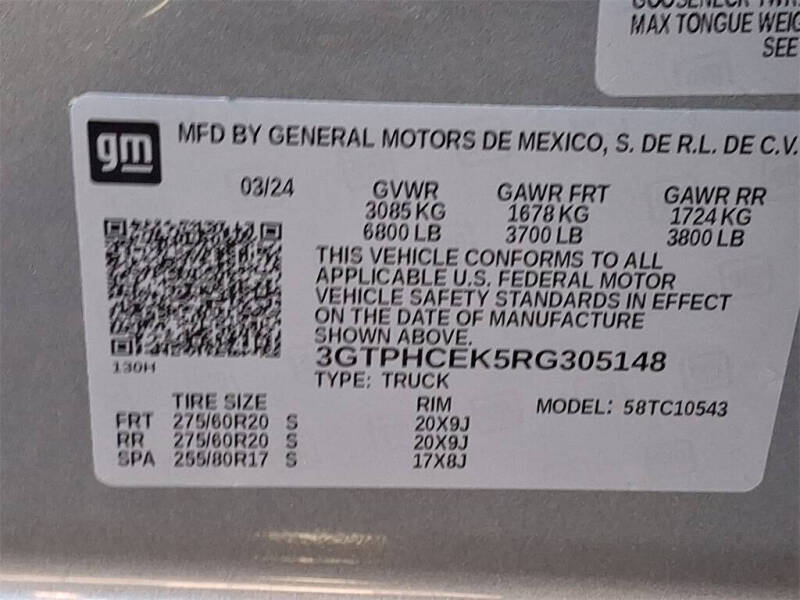 MAX TONGUE WEIG
SEE
gm
MFD BY GENERAL MOTORS DE MEXICO, S. DE R.L. DE C.V.
03/24 GVWR GAWR FRT GAWR RR
3085 KG 1678 KG 1724 KG
6800 LB 3700 LB 3800 LB
THIS VEHICLE CONFORMS TO ALL
APPLICABLE U.S. FEDERAL MOTOR
VEHICLE SAFETY STANDARDS IN EFFECT
ON THE DATE OF MANUFACTURE
SHOWN ABOVE.
3GTPHCEK5RG305148
130H
TYPE: TRUCK
TIRE SIZE RIM MODEL: 58TC10543
FRT 275/60R20 S 20X9J
RR 275/60R20 S 20X9J
SPA 255/80R17 S 17X8J